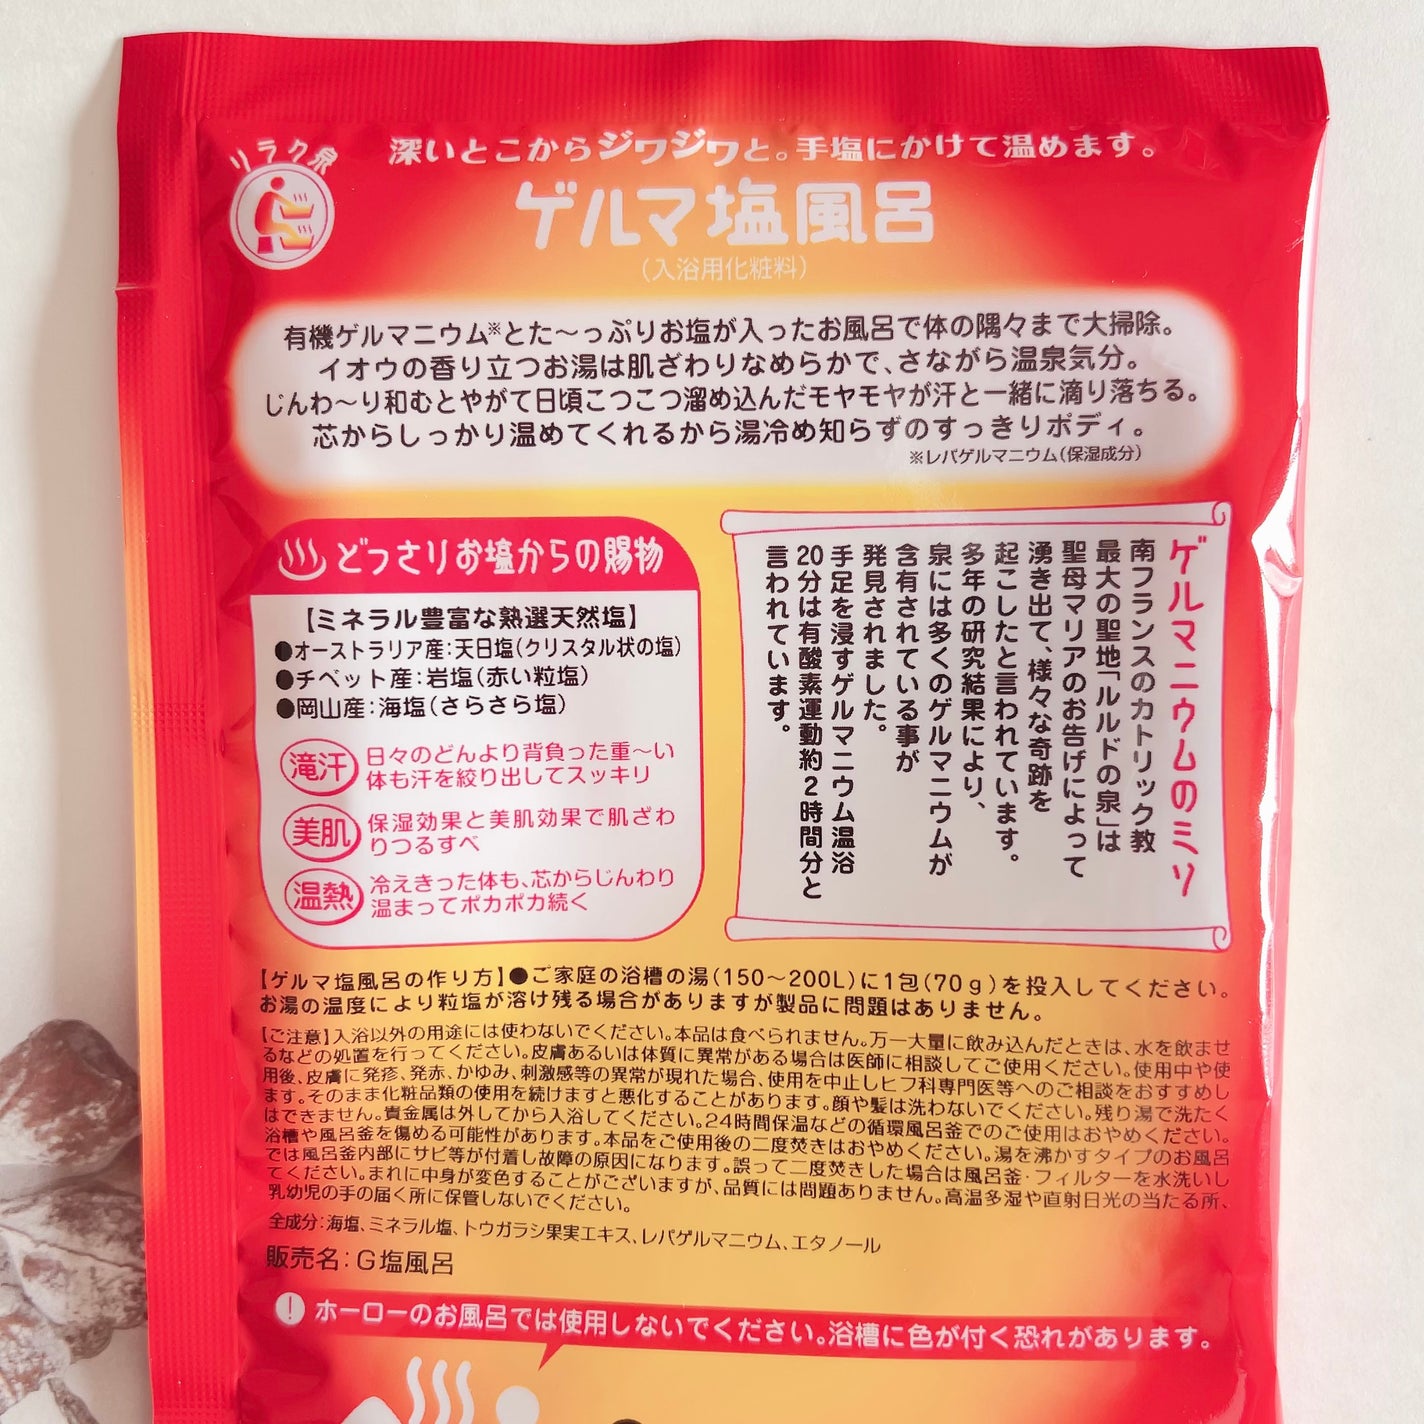 リラク泉
深いとこからジワジワと。手塩にかけて温めます。
ゲルマ塩風呂
(入浴用化粧料)
有機ゲルマニウム※とた〜っぷりお塩が入ったお風呂で体の隅々まで大掃除。
イオウの香り立つお湯は肌ざわりなめらかで、さながら温泉気分。
じんわ〜り和むとやがて日頃こつこつ溜め込んだモヤモヤが汗と一緒に滴り落ちる。
芯からしっかり温めてくれるから湯冷め知らずのすっきりボディ。
※レパゲルマニウム(保湿成分)
どっさりお塩からの賜物
【ミネラル豊富な熟選天然塩】
●オーストラリア産:天日塩(クリスタル状の塩)
●チベット産:岩塩(赤い粒塩)
●岡山産:海塩(さらさら塩)
滝汗
日々のどんより背負った重〜い
体も汗を絞り出してスッキリ
美肌
保湿効果と美肌効果で肌ざわ
りつるすべ
温熱
冷えきった体も、芯からじんわり
温まってポカポカ続く
ゲルマニウムのミソ
南フランスのカトリック教
最大の聖地「ルルドの泉」は
聖母マリアのお告げによって
湧き出て、様々な奇跡を
起こしたと言われています。
多年の研究結果により、
泉には多くのゲルマニウムが
含有されている事が
発見されました。
手足を浸すゲルマニウム温浴
20分は有酸素運動約2時間分と
言われています。
【ゲルマ塩風呂の作り方】●ご家庭の浴槽の湯(150〜200L)に1包(70g)を投入してください。
お湯の温度により粒塩が溶け残る場合がありますが製品に問題はありません。
【ご注意】入浴以外の用途には使わないでください。本品は食べられません。万一大量に飲み込んだときは、水を飲ませ
るなどの処置を行ってください。皮膚あるいは体質に異常がある場合は医師に相談してご使用ください。使用中や使
用後、皮膚に発疹、発赤、かゆみ、刺激感等の異常が現れた場合、使用を中止しヒフ科専門医等へのご相談をおすすめし
ます。そのまま化粧品類の使用を続けますと悪化することがあります。顔や髪は洗わないでください。残り湯で洗たく
はできません。貴金属は外してから入浴してください。24時間保温などの循環風呂釜でのご使用はおやめください。
浴槽や風呂釜を傷める可能性があります。本品をご使用後の二度焚きはおやめください。湯を沸かすタイプのお風呂
では風呂釜内部にサビ等が付着し故障の原因になります。誤って二度焚きした場合は風呂釜・フィルターを水洗いし
てください。まれに中身が変色することがございますが、品質には問題ありません。高温多湿や直射日光の当たる所、
乳幼児の手の届く所に保管しないでください。
全成分:海塩、ミネラル塩、トウガラシ果実エキス、レパゲルマニウム、エタノール
販売名:G塩風呂
! ホーローのお風呂では使用しないでください。浴槽に色が付く恐れがあります。